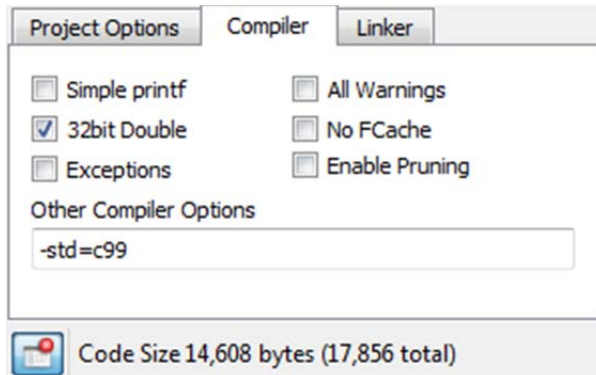 Project Options Compiler Linker
Simple printf All Warnings
32bit Double No FCache
Exceptions Enable Pruning
Other Compiler Options
-std=c99
Code Size 14,608 bytes (17,856 total)